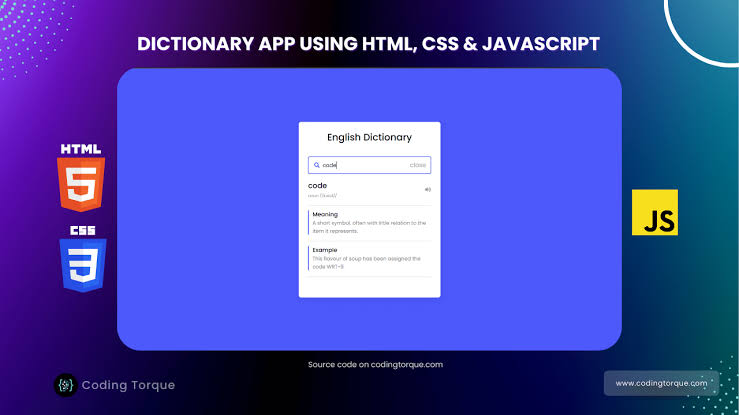 DICTIONARY APP USING HTML, CSS & JAVASCRIPT
HTML
5
CSS
3
JS
English Dictionary
code
close
code
Meaning
A short symbol, often with little relation to the
item it represents.
Example
This flavour of soup has been assigned the
code WRT-9
Source code on codingtorque.com
Coding Torque
www.codingtorque.com